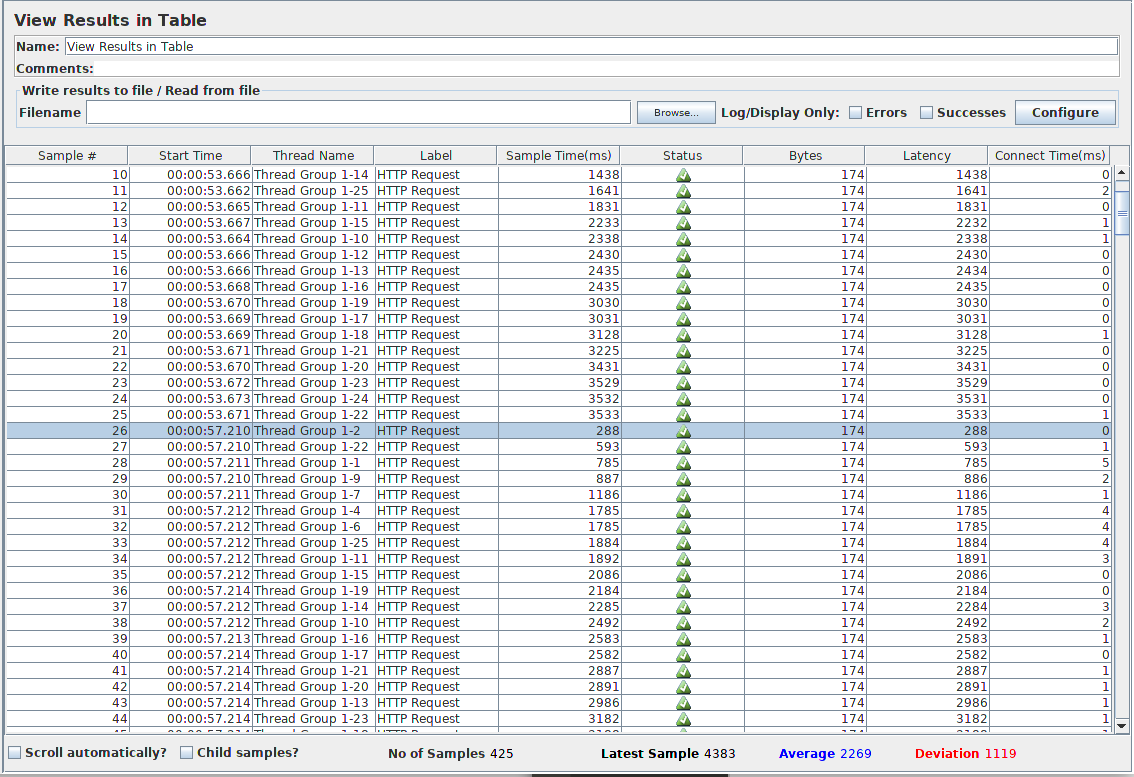 View Results in Table
Name: View Results in Table
Comments:
Write results to file / Read from file
Filename Browse... Log/Display Only: Errors Successes Configure
Sample # Start Time Thread Name Label Sample Time(ms) Status Bytes Latency Connect Time(ms)
10 00:00:53.666 Thread Group 1-14 HTTP Request 1438 174 1438 0
11 00:00:53.662 Thread Group 1-25 HTTP Request 1641 174 1641 2
12 00:00:53.665 Thread Group 1-11 HTTP Request 1831 174 1831 0
13 00:00:53.667 Thread Group 1-15 HTTP Request 2233 174 2232 1
14 00:00:53.664 Thread Group 1-10 HTTP Request 2338 174 2338 1
15 00:00:53.666 Thread Group 1-12 HTTP Request 2430 174 2430 0
16 00:00:53.666 Thread Group 1-13 HTTP Request 2435 174 2434 0
17 00:00:53.668 Thread Group 1-16 HTTP Request 2435 174 2435 0
18 00:00:53.670 Thread Group 1-19 HTTP Request 3030 174 3030 0
19 00:00:53.669 Thread Group 1-17 HTTP Request 3031 174 3031 0
20 00:00:53.669 Thread Group 1-18 HTTP Request 3128 174 3128 1
21 00:00:53.671 Thread Group 1-21 HTTP Request 3225 174 3225 0
22 00:00:53.670 Thread Group 1-20 HTTP Request 3431 174 3431 0
23 00:00:53.672 Thread Group 1-23 HTTP Request 3529 174 3529 0
24 00:00:53.673 Thread Group 1-24 HTTP Request 3532 174 3531 0
25 00:00:53.671 Thread Group 1-22 HTTP Request 3533 174 3533 1
26 00:00:57.210 Thread Group 1-2 HTTP Request 288 174 288 0
27 00:00:57.210 Thread Group 1-22 HTTP Request 593 174 593 1
28 00:00:57.211 Thread Group 1-1 HTTP Request 785 174 785 5
29 00:00:57.210 Thread Group 1-9 HTTP Request 887 174 886 2
30 00:00:57.211 Thread Group 1-7 HTTP Request 1186 174 1186 1
31 00:00:57.212 Thread Group 1-4 HTTP Request 1785 174 1785 4
32 00:00:57.212 Thread Group 1-6 HTTP Request 1785 174 1785 4
33 00:00:57.212 Thread Group 1-25 HTTP Request 1884 174 1884 4
34 00:00:57.212 Thread Group 1-11 HTTP Request 1892 174 1891 3
35 00:00:57.212 Thread Group 1-15 HTTP Request 2086 174 2086 0
36 00:00:57.214 Thread Group 1-19 HTTP Request 2184 174 2184 0
37 00:00:57.212 Thread Group 1-14 HTTP Request 2285 174 2284 3
38 00:00:57.212 Thread Group 1-10 HTTP Request 2492 174 2492 2
39 00:00:57.213 Thread Group 1-16 HTTP Request 2583 174 2583 1
40 00:00:57.214 Thread Group 1-17 HTTP Request 2582 174 2582 0
41 00:00:57.214 Thread Group 1-21 HTTP Request 2887 174 2887 1
42 00:00:57.214 Thread Group 1-20 HTTP Request 2891 174 2891 1
43 00:00:57.214 Thread Group 1-13 HTTP Request 2986 174 2986 1
44 00:00:57.214 Thread Group 1-23 HTTP Request 3182 174 3182 1
Scroll automatically? Child samples? No of Samples 425 Latest Sample 4383 Average 2269 Deviation 1119